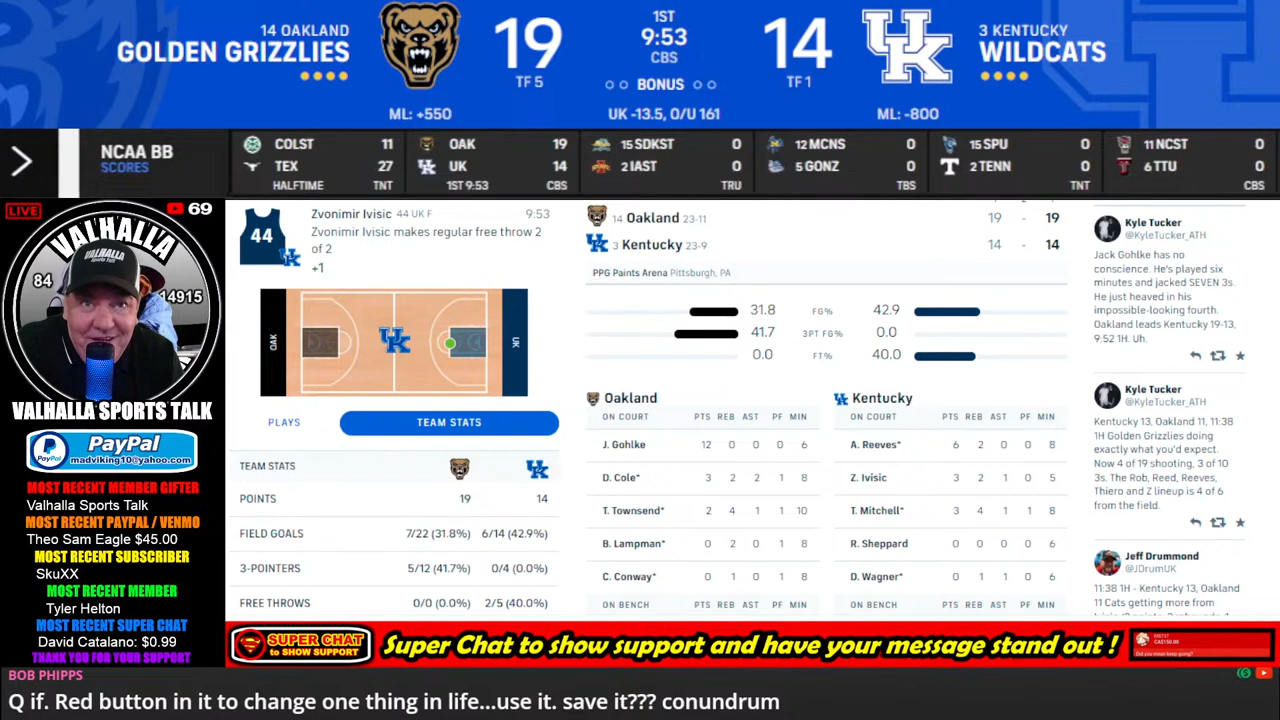 14 OAKLAND
GOLDEN GRIZZLIES
19
TF 5
ML: +550
1ST
9:53
CBS
BONUS
UK -13.5, O/U 161
14
TF 1
ML: -800
UK
3 KENTUCKY
WILDCATS
NCAA BB
SCORES
COLST 11
TEX 27
HALFTIME TNT
OAK 19
UK 14
1ST 9:53 CBS
15 SDKST 0
2 IAST 0
TRU
12 MCNS 0
5 GONZ 0
TBS
15 SPU 0
2 TENN 0
TNT
11 NCST 0
6 TTU 0
CBS
LIVE
69
VALHALLA
VALHALLA
Sports Talk
84
14915
VALHALLA SPORTS TALK
PayPal
madviking10@yahoo.com
MOST RECENT MEMBER GIFTER
Valhalla Sports Talk
MOST RECENT PAYPAL / VENMO
Theo Sam Eagle $45.00
MOST RECENT SUBSCRIBER
SkuXX
MOST RECENT MEMBER
Tyler Helton
MOST RECENT SUPER CHAT
David Catalano: $0.99
THANK YOU FOR YOUR SUPPORT
44
UK
Zvonimir Ivisic 44 UK F 9:53
Zvonimir Ivisic makes regular free throw 2
of 2
+1
OAK
UK
UK
PLAYS
TEAM STATS
TEAM STATS
POINTS 19 14
FIELD GOALS 7/22 (31.8%) 6/14 (42.9%)
3-POINTERS 5/12 (41.7%) 0/4 (0.0%)
FREE THROWS 0/0 (0.0%) 2/5 (40.0%)
14 Oakland 23-11 19 - 19
3 Kentucky 23-9 14 - 14
PPG Paints Arena Pittsburgh, PA
31.8 FG% 42.9
41.7 3PT FG% 0.0
0.0 FT% 40.0
Oakland
ON COURT PTS REB AST PF MIN
J. Gohlke 12 0 0 0 6
D. Cole* 3 2 2 1 8
T. Townsend* 2 4 1 1 10
B. Lampman* 0 2 0 1 8
C. Conway* 0 1 0 1 8
ON BENCH PTS REB AST PF MIN
Kentucky
ON COURT PTS REB AST PF MIN
A. Reeves* 6 2 0 0 8
Z. Ivisic 3 2 1 0 5
T. Mitchell* 3 4 1 1 8
R. Sheppard 0 0 0 0 6
D. Wagner* 0 1 1 0 6
ON BENCH PTS REB AST PF MIN
Kyle Tucker
@KyleTucker_ATH
Jack Gohlke has no
conscience. He's played six
minutes and jacked SEVEN 3s.
He just heaved in his
impossible-looking fourth.
Oakland leads Kentucky 19-13,
9:52 1H. Uh.
Kyle Tucker
@KyleTucker_ATH
Kentucky 13, Oakland 11, 11:38
1H Golden Grizzlies doing
exactly what you'd expect.
Now 4 of 19 shooting, 3 of 10
3s. The Rob, Reed, Reeves,
Thiero and Z lineup is 4 of 6
from the field.
Jeff Drummond
@JDrumUK
11:38 1H - Kentucky 13, Oakland
11 Cats getting more from
SUPER CHAT
to SHOW SUPPORT
Super Chat to show support and have your message stand out !
CA$150.00
Did you mean keep going?
BOB PHIPPS
Q if. Red button in it to change one thing in life...use it. save it??? conundrum